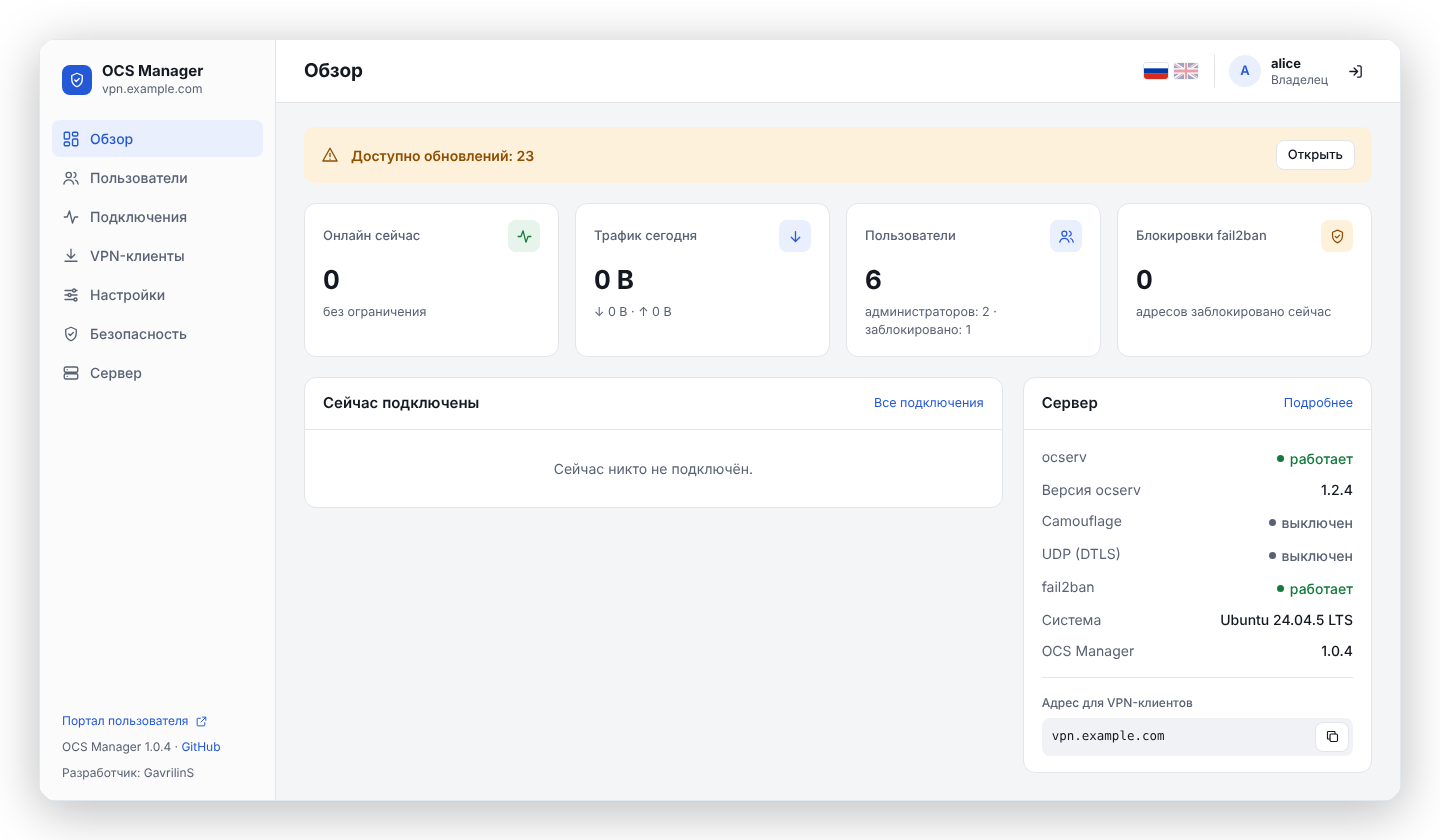 OCS Manager
vpn.example.com
Обзор
Пользователи
Подключения
VPN-клиенты
Настройки
Безопасность
Сервер
Портал пользователя
OCS Manager 1.0.4 · GitHub
Разработчик: GavrilinS
Обзор
A
alice
Владелец
Доступно обновлений: 23
Открыть
Онлайн сейчас
0
без ограничения
Трафик сегодня
0 B
↓ 0 B · ↑ 0 B
Пользователи
6
администраторов: 2 ·
заблокировано: 1
Блокировки fail2ban
0
адресов заблокировано сейчас
Сейчас подключены
Все подключения
Сейчас никто не подключён.
Сервер
Подробнее
ocserv
работает
Версия ocserv
1.2.4
Camouflage
выключен
UDP (DTLS)
выключен
fail2ban
работает
Система
Ubuntu 24.04.5 LTS
OCS Manager
1.0.4
Адрес для VPN-клиентов
vpn.example.com